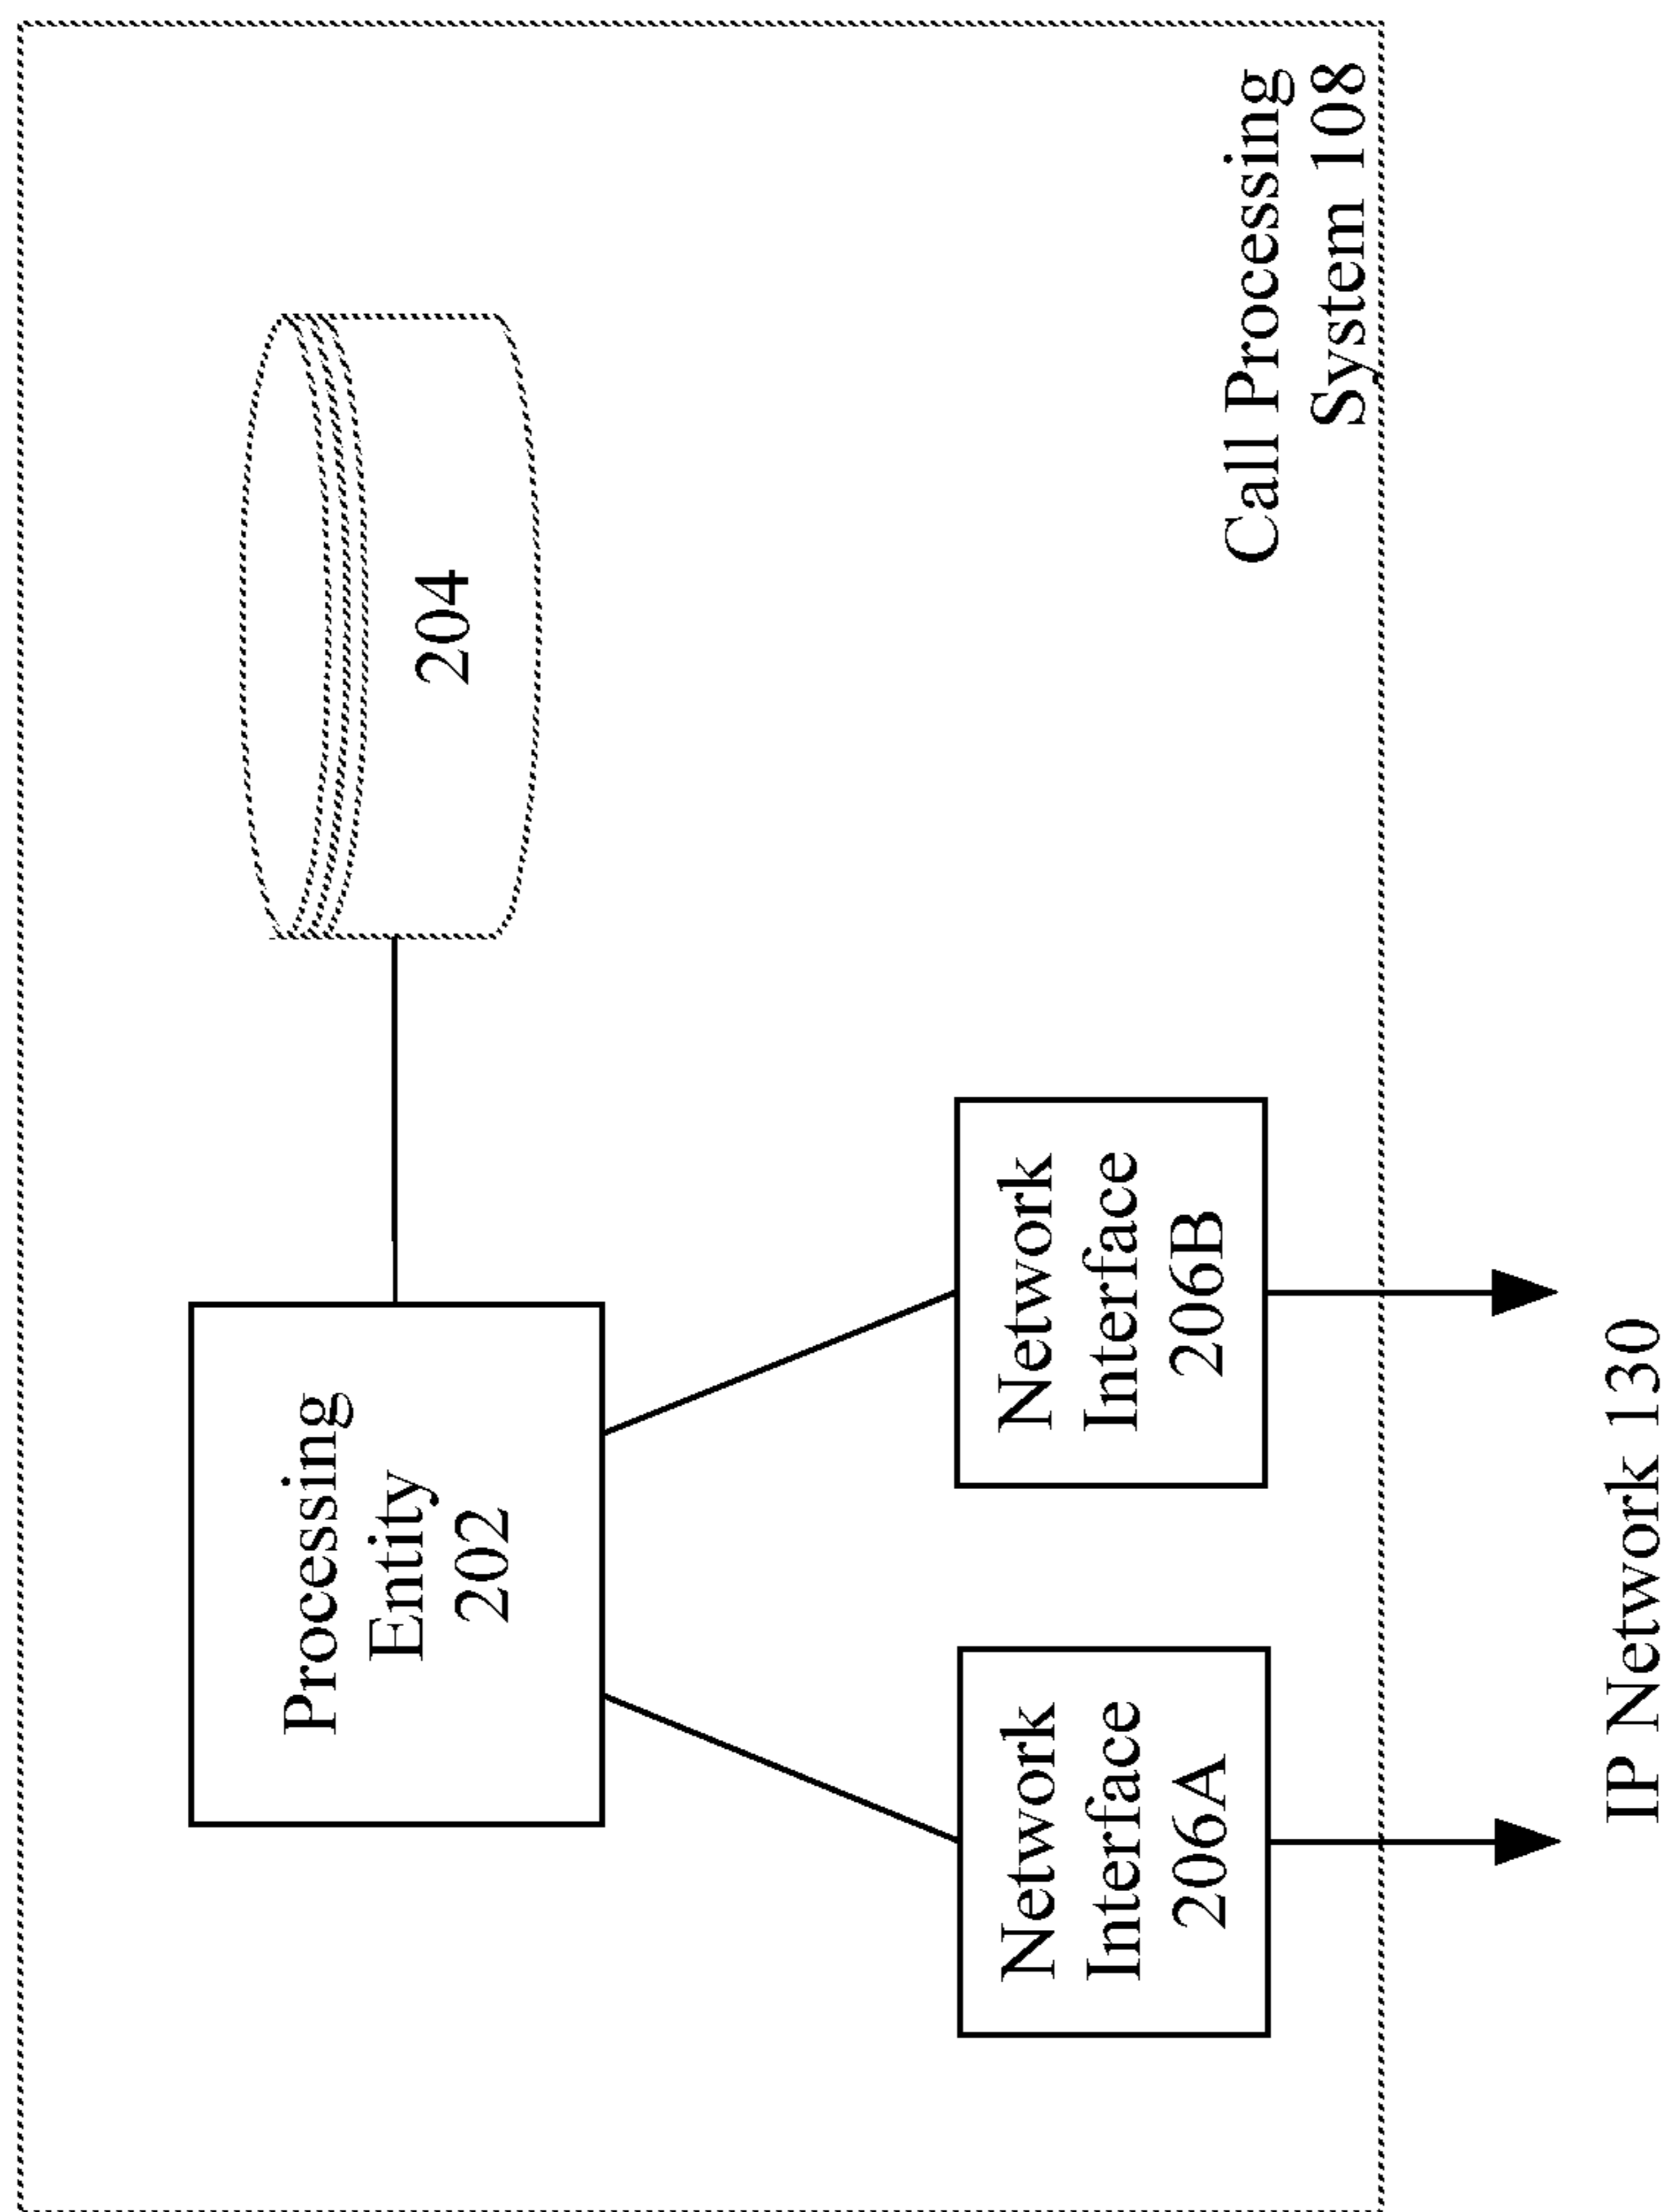 Processing
Entity
202
204
Network
Interface
206A
Network
Interface
206B
Call Processing
System 108
IP Network 130